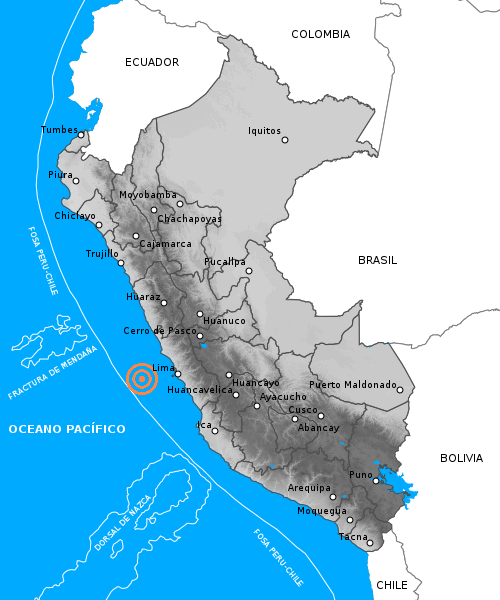 COLOMBIA
ECUADOR
Tumbes
Iquitos
Piura
Moyobamba
Chiclayo
Chachapoyas
Cajamarca
Trujillo
FOSA PERU-CHILE
BRASIL
Pucallpa
Huaraz
Huanuco
Cerro de Pasco
FRACTURA DE MENDAÑA
Lima
Huancayo
Huancavelica
Puerto Maldonado
Ayacucho
Cusco
Abancay
Ica
OCEANO PACÍFICO
BOLIVIA
Puno
Arequipa
Moquegua
DORSAL DE NAZCA
Tacna
FOSA PERU-CHILE
CHILE